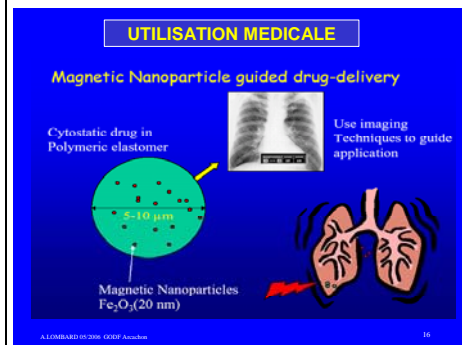 UTILISATION MEDICALE
Magnetic Nanoparticle guided drug-delivery
Cytostatic drug in
Polymeric elastomer
Use imaging
Techniques to guide
application
5-10 µm
Magnetic Nanoparticles
Fe₂O₃(20 nm)
A.LOMBARD 05/2006 GODF Arcachon
16